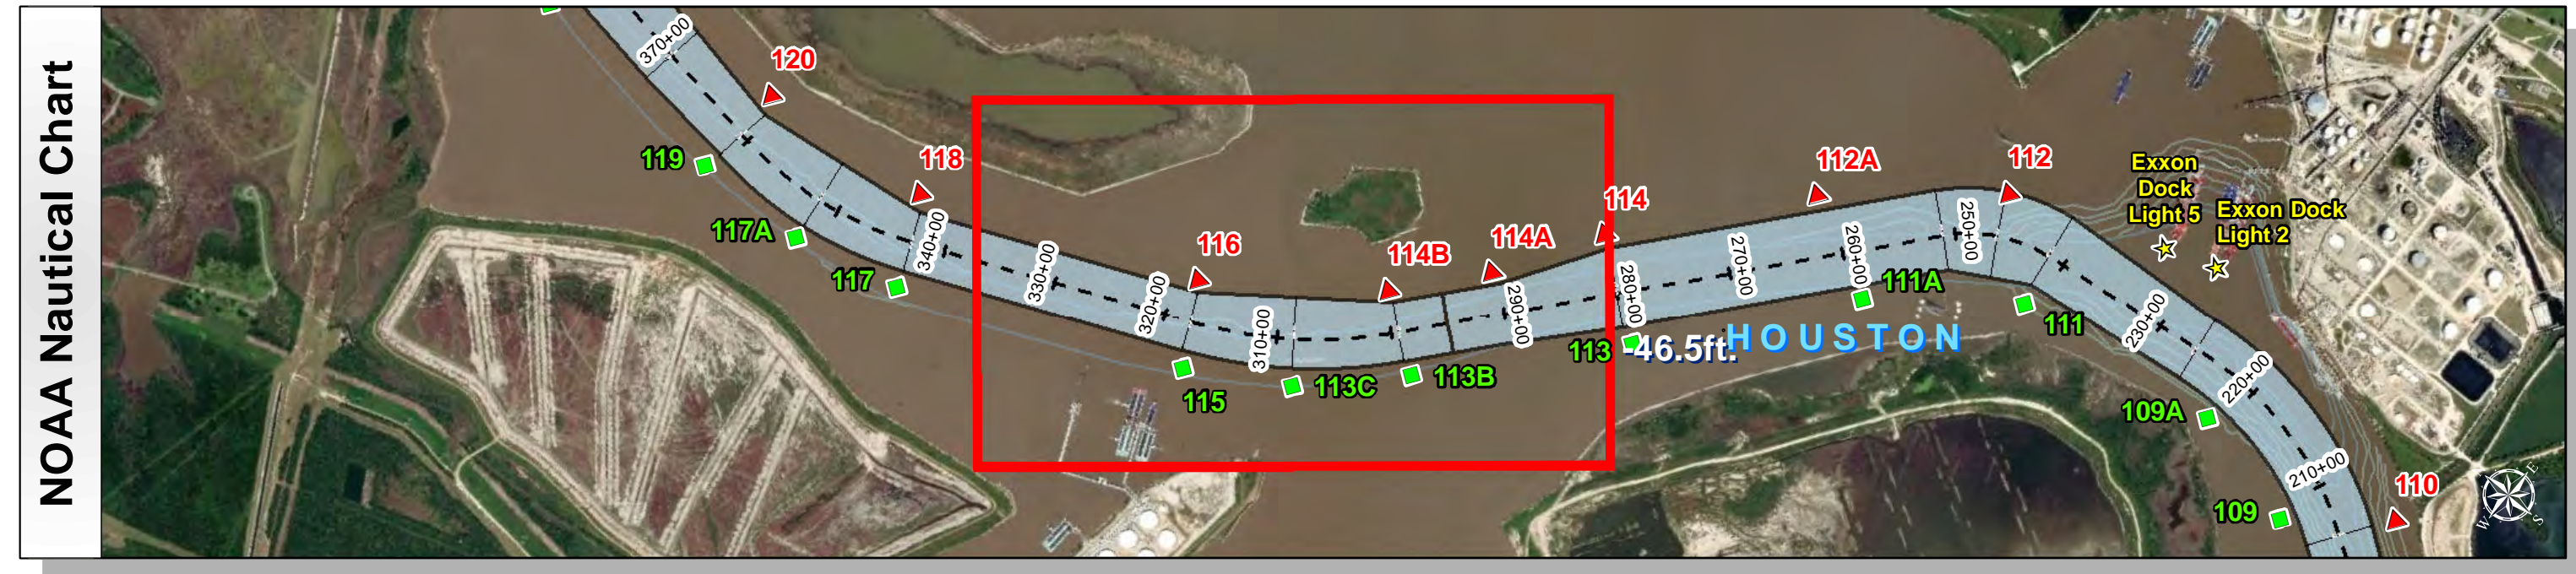 NOAA Nautical Chart
370+00
120
119
118
117A
117
340+00
330+00
320+00
116
115
310+00
113C
114B
113B
114A
290+00
114
113
280+00
-46.5ft.
HOUSTON
270+00
112A
260+00
111A
250+00
112
111
Exxon
Dock
Light 5
Exxon Dock
Light 2
230+00
220+00
109A
210+00
109
110
W
E
S